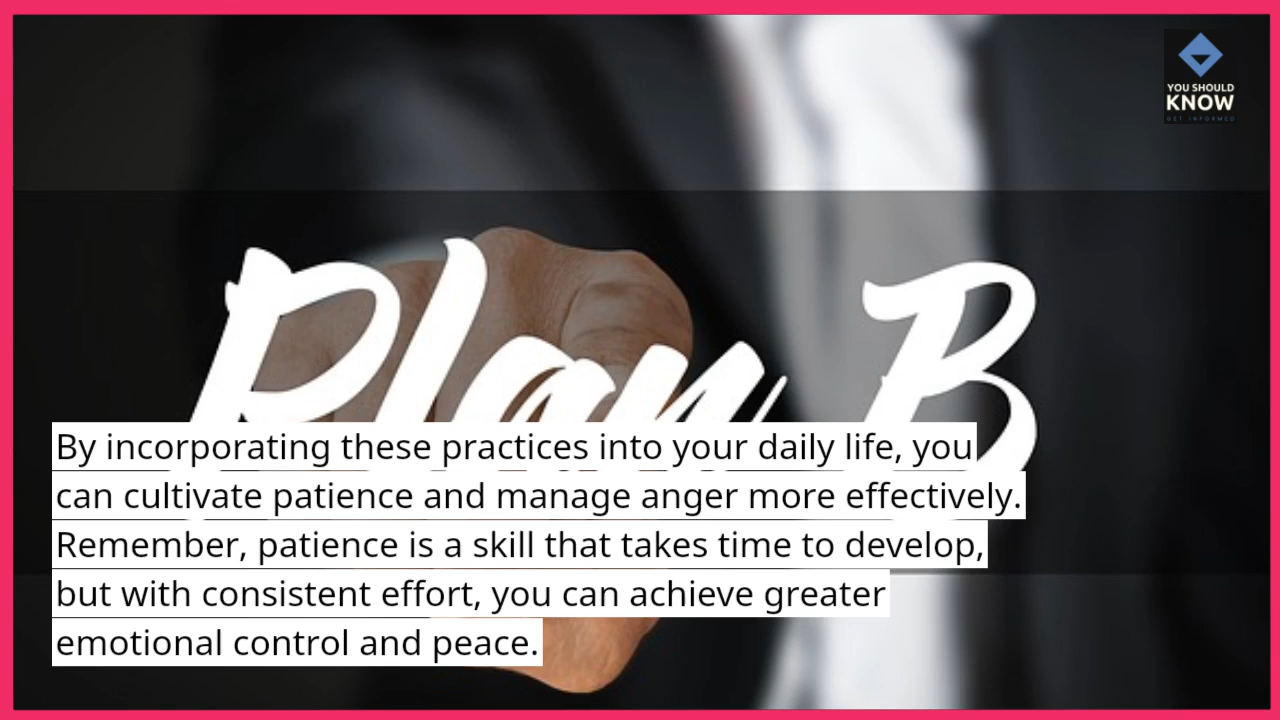 YOU SHOULD
KNOW
GET INFORMED
Plan B
By incorporating these practices into your daily life, you
can cultivate patience and manage anger more effectively.
Remember, patience is a skill that takes time to develop,
but with consistent effort, you can achieve greater
emotional control and peace.